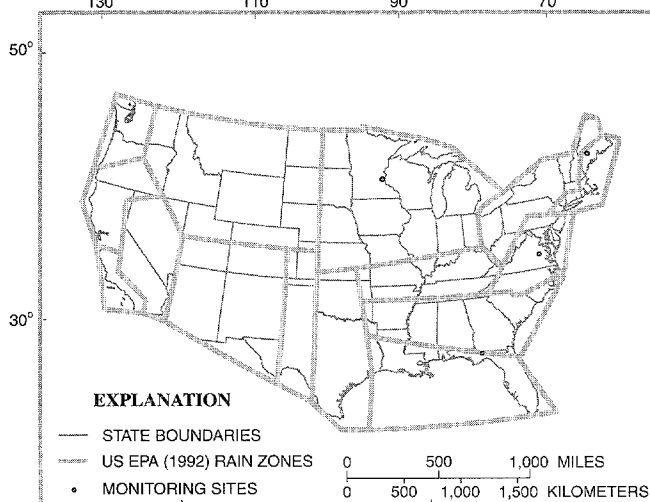 130 110 90 70
50°
30°
EXPLANATION
STATE BOUNDARIES
US EPA (1992) RAIN ZONES
MONITORING SITES
0 500 1,000 MILES
0 500 1,000 1,500 KILOMETERS